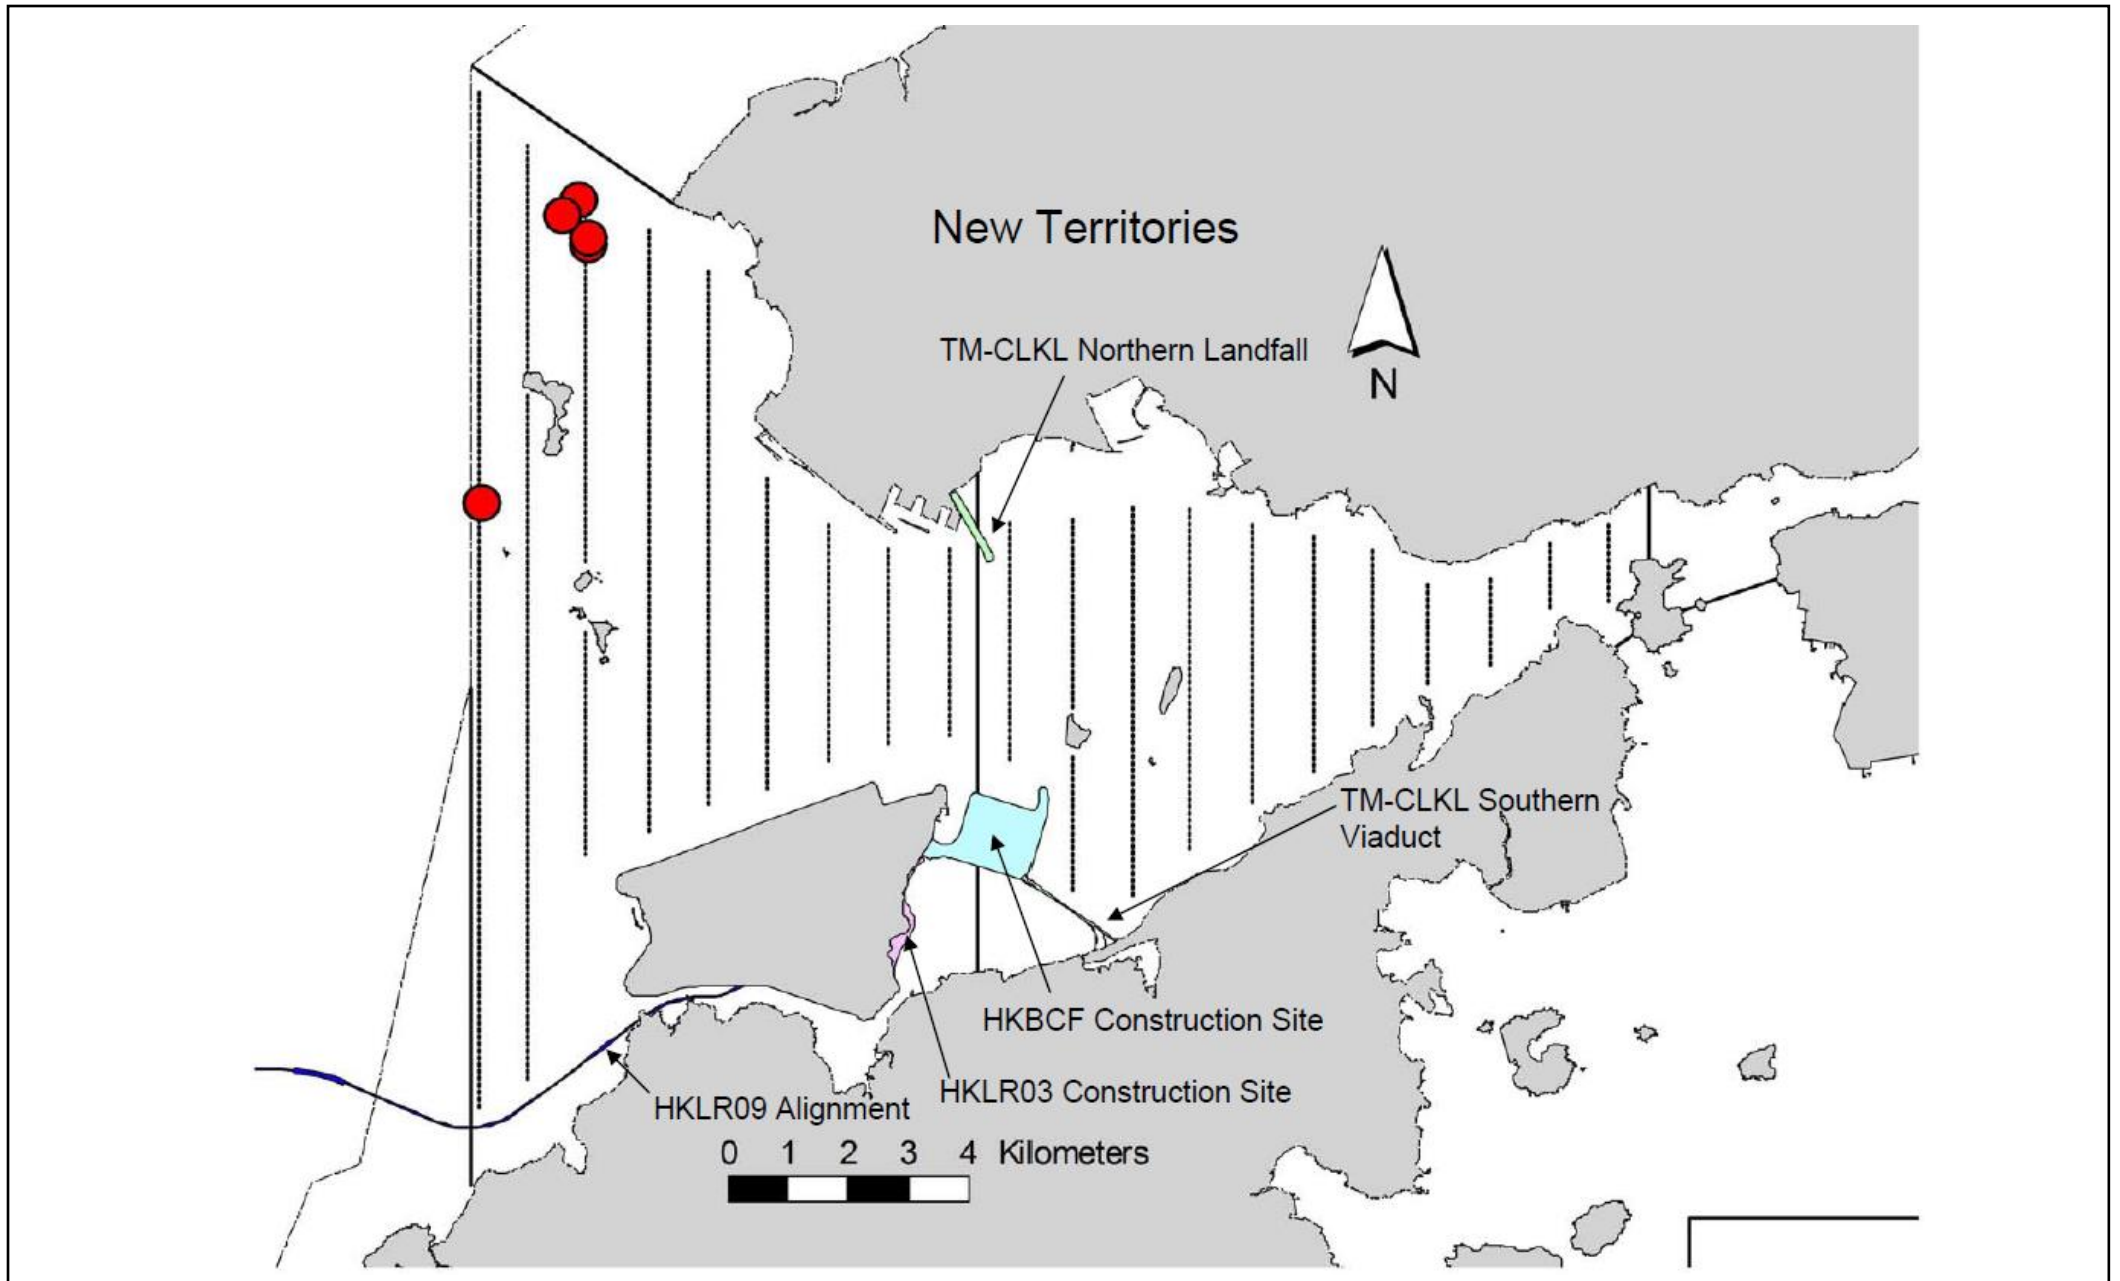 New Territories
TM-CLKL Northern Landfall
N
TM-CLKL Southern
Viaduct
HKBCF Construction Site
HKLR03 Construction Site
HKLR09 Alignment
0 1 2 3 4 Kilometers